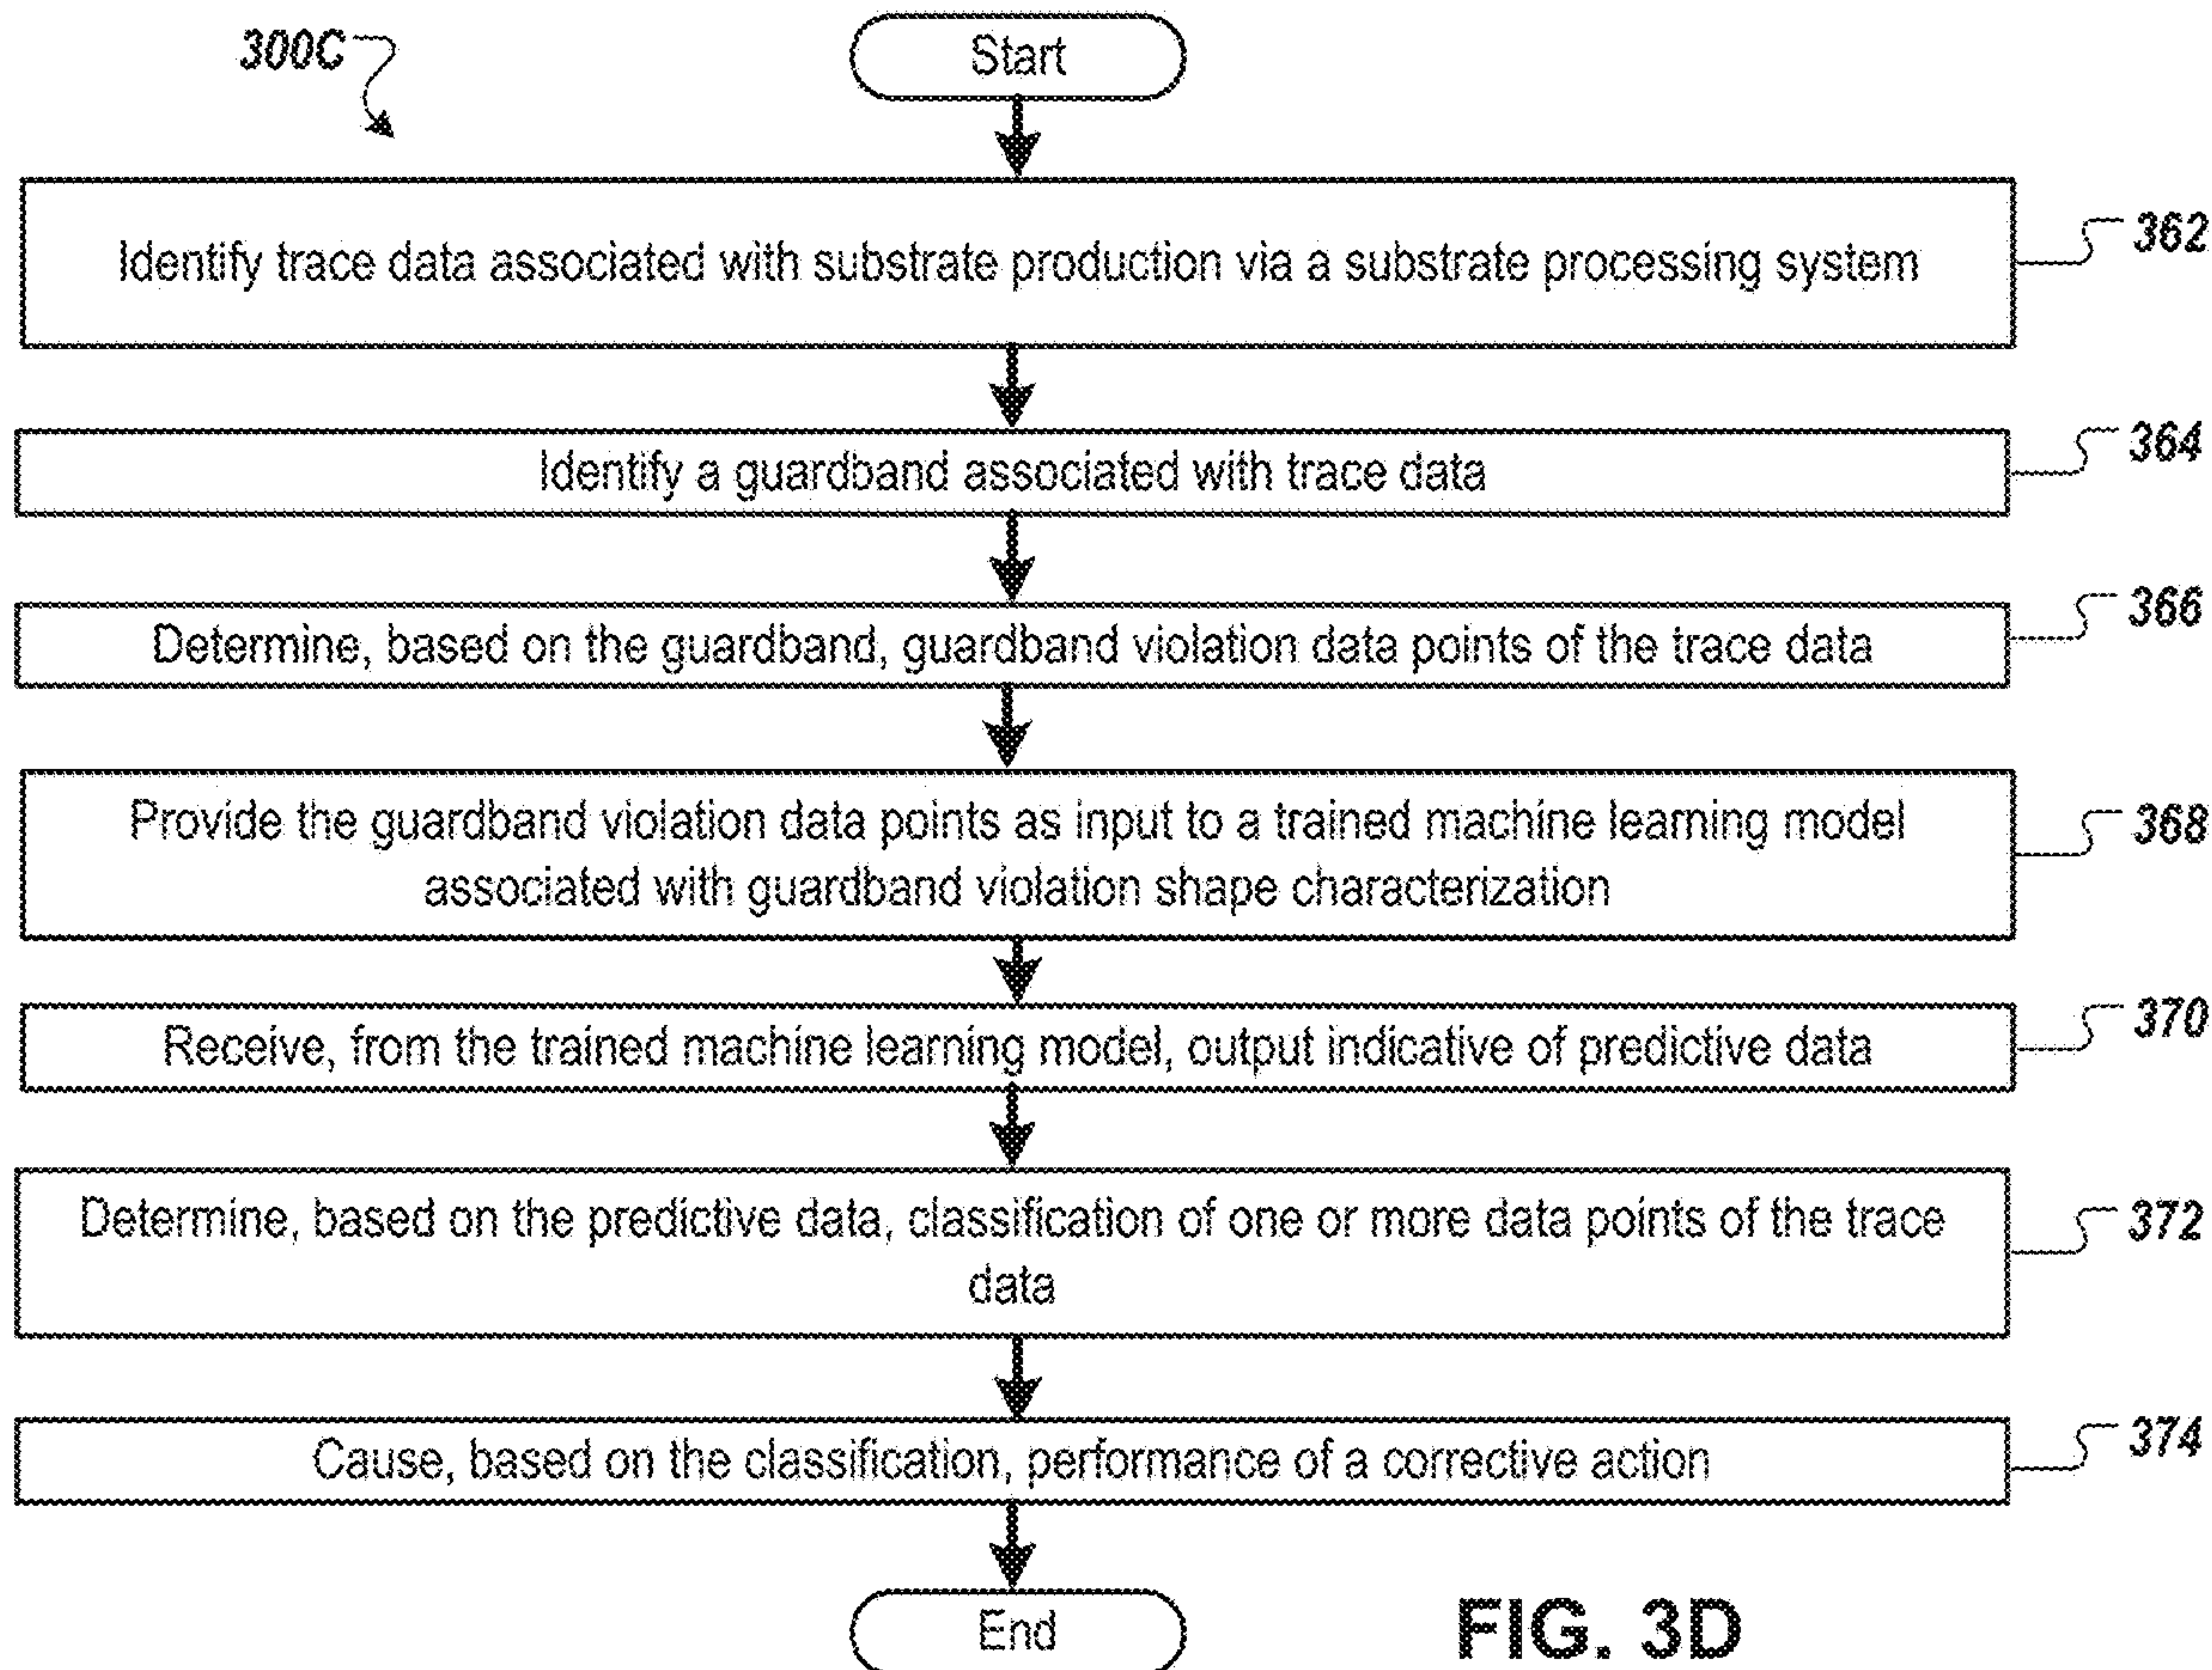 300C
Start
Identify trace data associated with substrate production via a substrate processing system
362
Identify a guardband associated with trace data
364
Determine, based on the guardband, guardband violation data points of the trace data
366
Provide the guardband violation data points as input to a trained machine learning model
associated with guardband violation shape characterization
368
Receive, from the trained machine learning model, output indicative of predictive data
370
Determine, based on the predictive data, classification of one or more data points of the trace
data
372
Cause, based on the classification, performance of a corrective action
374
End
FIG. 3D